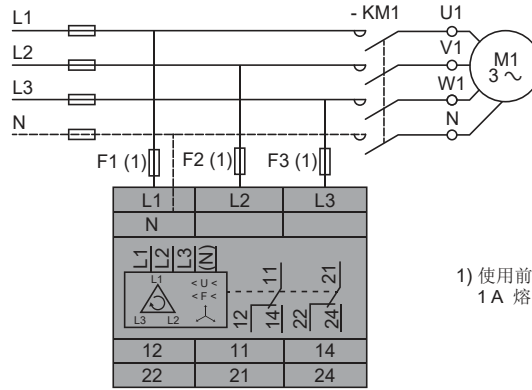 L1
- KM1
U1
L2
V1
L3
W1
M1
3 ~
N
N
F1 (1)
F2 (1)
F3 (1)
L1 L2 L3
N
L1 L2 L3 (N)
L1
L3 L2
< U <
< F <
11
21
12
14
22
24
12 11 14
22 21 24
1) 使用前
1 A 熔